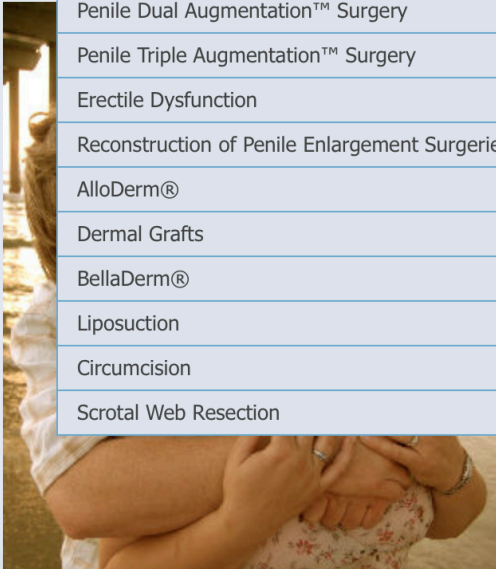 Penile Dual Augmentation™ Surgery
Penile Triple Augmentation™ Surgery
Erectile Dysfunction
Reconstruction of Penile Enlargement Surgerie
AlloDerm®
Dermal Grafts
BellaDerm®
Liposuction
Circumcision
Scrotal Web Resection